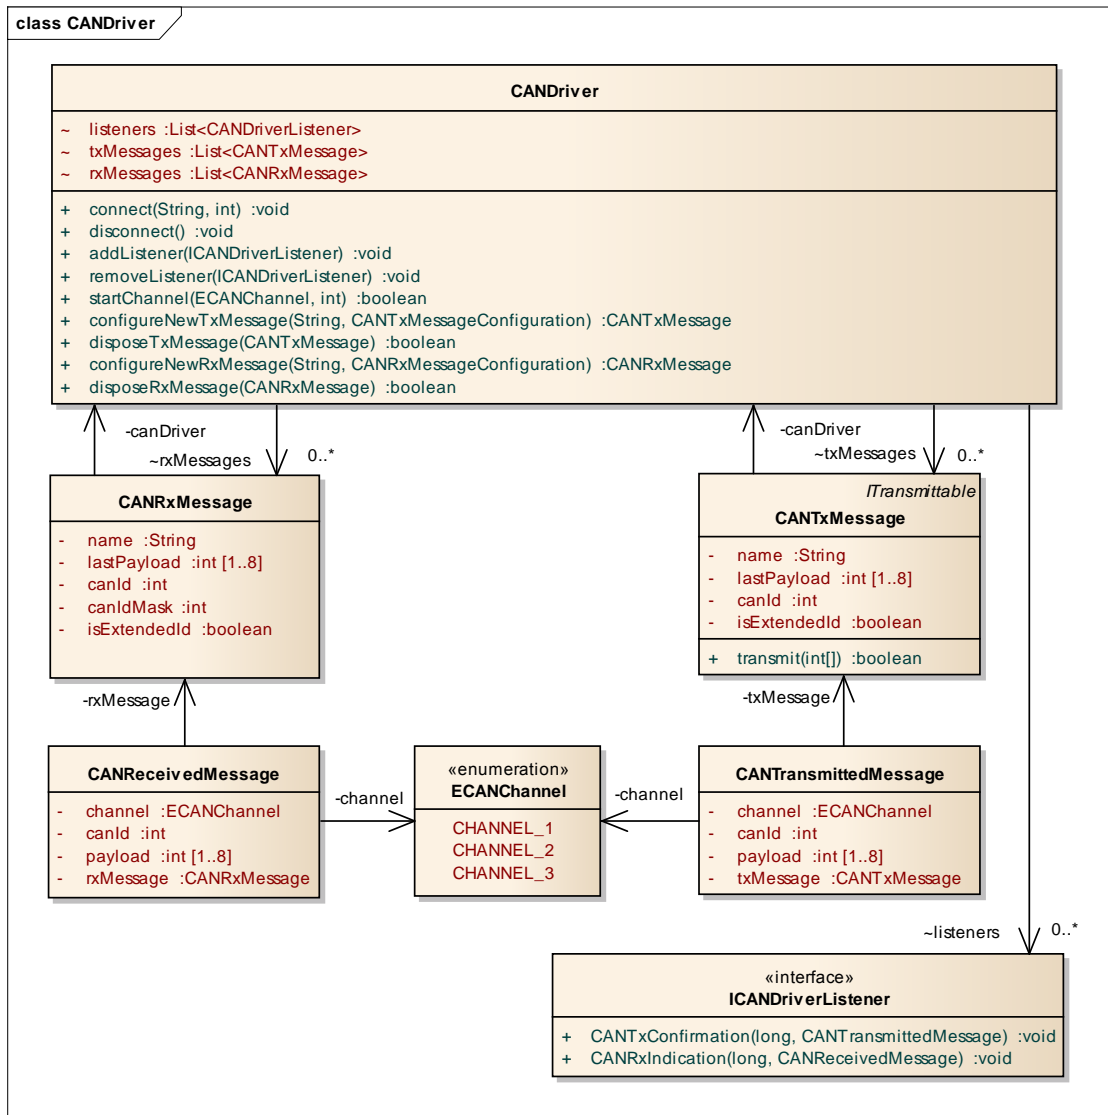 class CANDriver
CANDriver
~ listeners :List<CANDriverListener>
~ txMessages :List<CANTxMessage>
~ rxMessages :List<CANRxMessage>
+ connect(String, int) :void
+ disconnect() :void
+ addListener(ICANDriverListener) :void
+ removeListener(ICANDriverListener) :void
+ startChannel(ECANChannel, int) :boolean
+ configureNewTxMessage(String, CANTxMessageConfiguration) :CANTxMessage
+ disposeTxMessage(CANTxMessage) :boolean
+ configureNewRxMessage(String, CANRxMessageConfiguration) :CANRxMessage
+ disposeRxMessage(CANRxMessage) :boolean
-canDriver
~rxMessages
0..*
-canDriver
~txMessages
0..*
CANRxMessage
- name :String
- lastPayload :int [1..8]
- canId :int
- canIdMask :int
- isExtendedId :boolean
ITransmittable
CANTxMessage
- name :String
- lastPayload :int [1..8]
- canId :int
- isExtendedId :boolean
+ transmit(int[]) :boolean
-rxMessage
-txMessage
CANReceivedMessage
- channel :ECANChannel
- canId :int
- payload :int [1..8]
- rxMessage :CANRxMessage
-channel
«enumeration»
ECANChannel
CHANNEL_1
CHANNEL_2
CHANNEL_3
-channel
CANTransmittedMessage
- channel :ECANChannel
- canId :int
- payload :int [1..8]
- txMessage :CANTxMessage
~listeners
0..*
«interface»
ICANDriverListener
+ CANTxConfirmation(long, CANTransmittedMessage) :void
+ CANRxIndication(long, CANReceivedMessage) :void